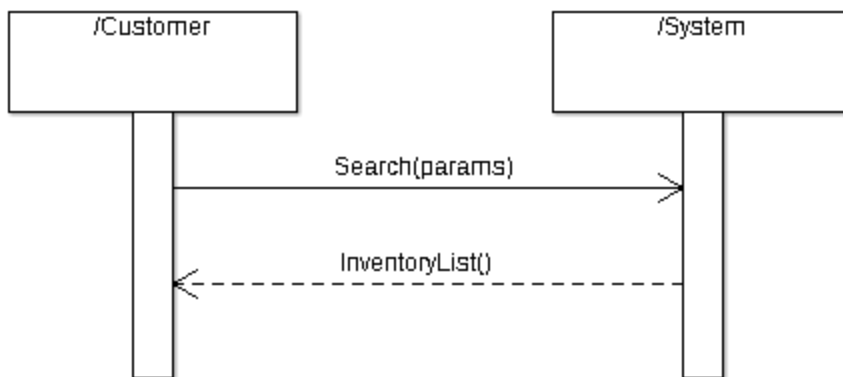 /Customer
/System
Search(params)
InventoryList()